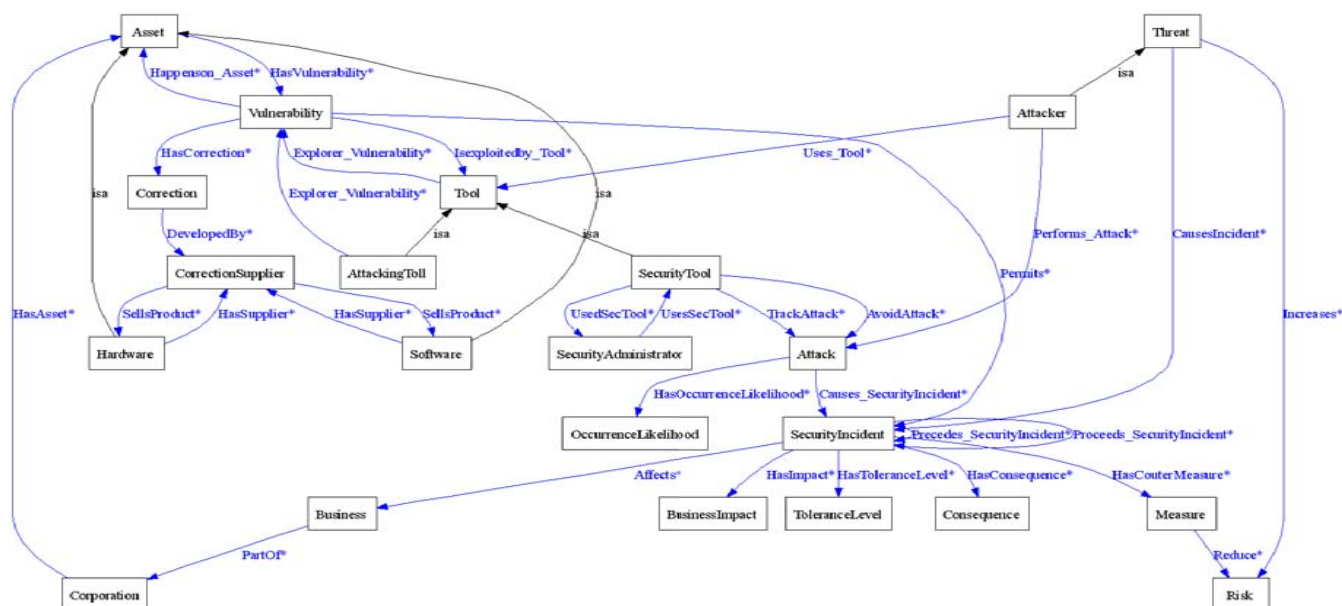 Asset
Threat
Happenson_Asset*
HasVulnerability*
isa
Vulnerability
Attacker
HasCorrection*
Explorer_Vulnerability*
Isexploitedby_Tool*
Uses_Tool*
Correction
Explorer_Vulnerability*
Tool
isa
isa
DevelopedBy*
isa
isa
Performs_Attack*
CausesIncident*
CorrectionSupplier
AttackingToll
SecurityTool
Permits*
HasAsset*
SellsProduct*
HasSupplier*
HasSupplier*
SellsProduct*
UsedSecTool*
UsesSecTool*
TrackAttack*
AvoidAttack*
Increases*
Hardware
Software
SecurityAdministrator
Attack
HasOccurrenceLikelihood*
Causes_SecurityIncident*
OccurrenceLikelihood
SecurityIncident
Precedes_SecurityIncident*
Proceeds_SecurityIncident*
Affects*
HasImpact*
HasToleranceLevel*
HasConsequence*
HasCouterMeasure*
Business
BusinessImpact
ToleranceLevel
Consequence
Measure
PartOf*
Reduce*
Corporation
Risk